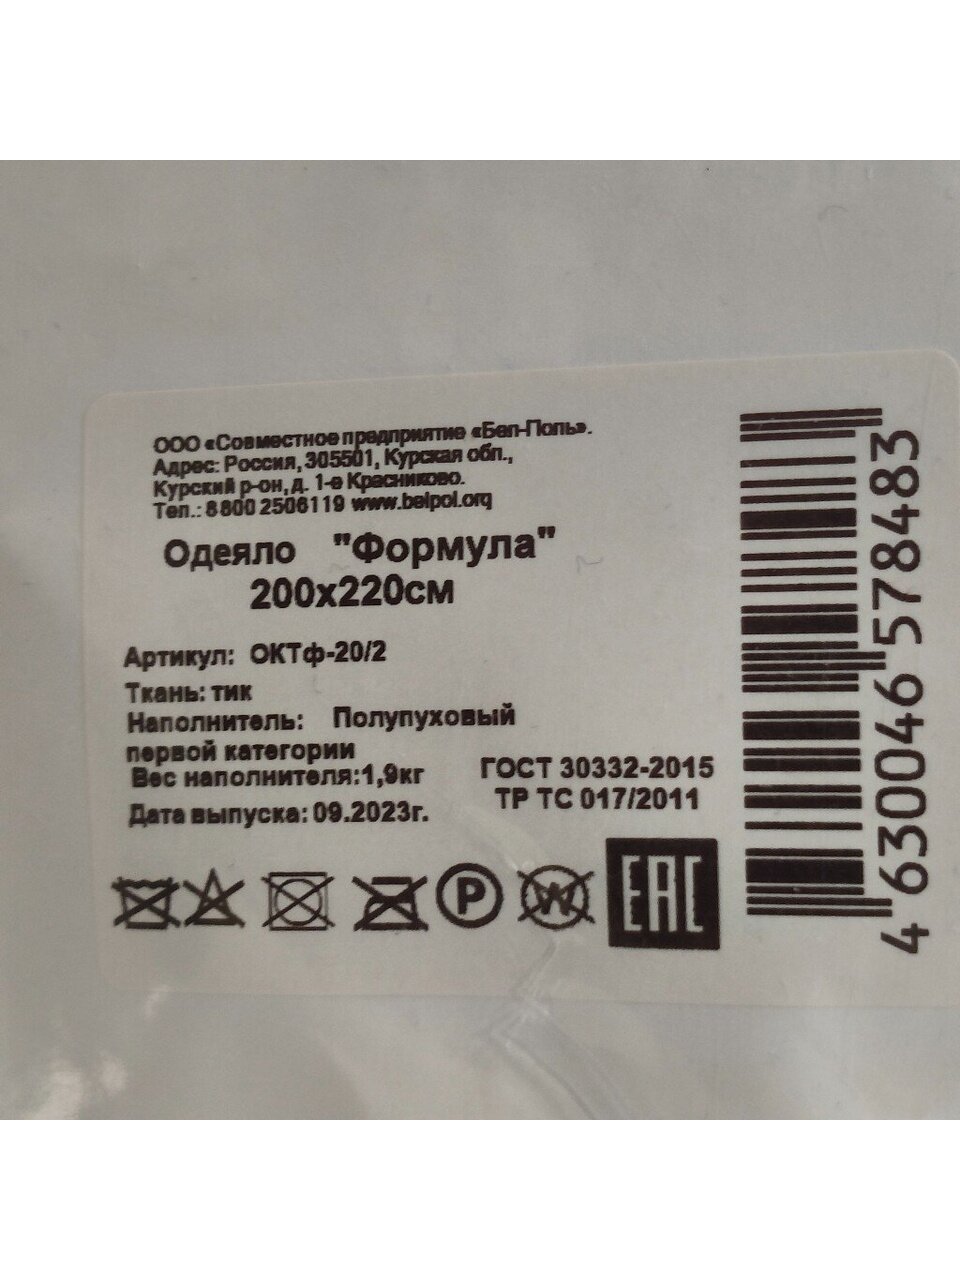 ООО «Совместное предприятие «Бел-Поль».
Адрес: Россия, 305501, Курская обл.,
Курский р-он, д. 1-е Красниково.
Тел.: 8 800 2506119 www.belpol.org
Одеяло "Формула"
200х220см
Артикул: ОКТф-20/2
Ткань: тик
Наполнитель: Полупуховый
первой категории
Вес наполнителя:1,9кг
Дата выпуска: 09.2023г.
ГОСТ 30332-2015
ТР ТС 017/2011
P
W
EAC
4 630046 578483